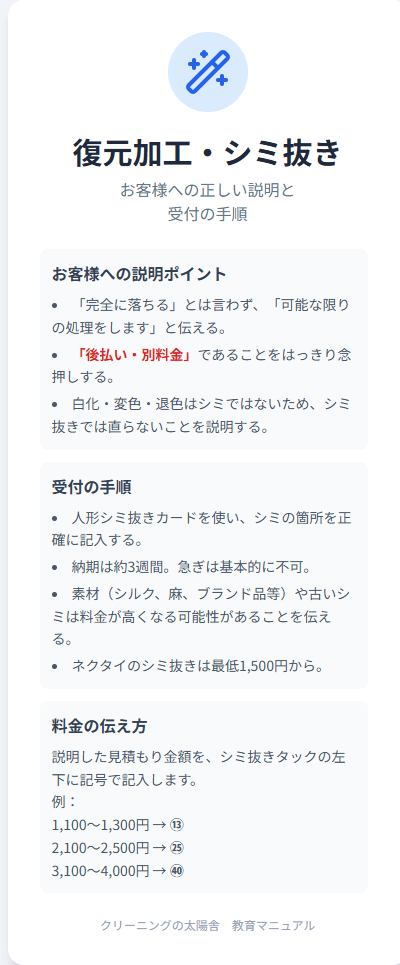 復元加工・シミ抜き
お客様への正しい説明と
受付の手順
お客様への説明ポイント
• 「完全に落ちる」とは言わず、「可能な限り
の処理をします」と伝える。
• 「後払い・別料金」であることをはっきり念
押しする。
• 白化・変色・退色はシミではないため、シミ
抜きでは直らないことを説明する。
受付の手順
• 人形シミ抜きカードを使い、シミの箇所を正
確に記入する。
• 納期は約3週間。急ぎは基本的に不可。
• 素材（シルク、麻、ブランド品等）や古いシ
ミは料金が高くなる可能性があることを伝え
る。
• ネクタイのシミ抜きは最低1,500円から。
料金の伝え方
説明した見積もり金額を、シミ抜きタックの左
下に記号で記入します。
例：
1,100〜1,300円 → ⑬
2,100〜2,500円 → ㉕
3,100〜4,000円 → ㊵
クリーニングの太陽舎　教育マニュアル